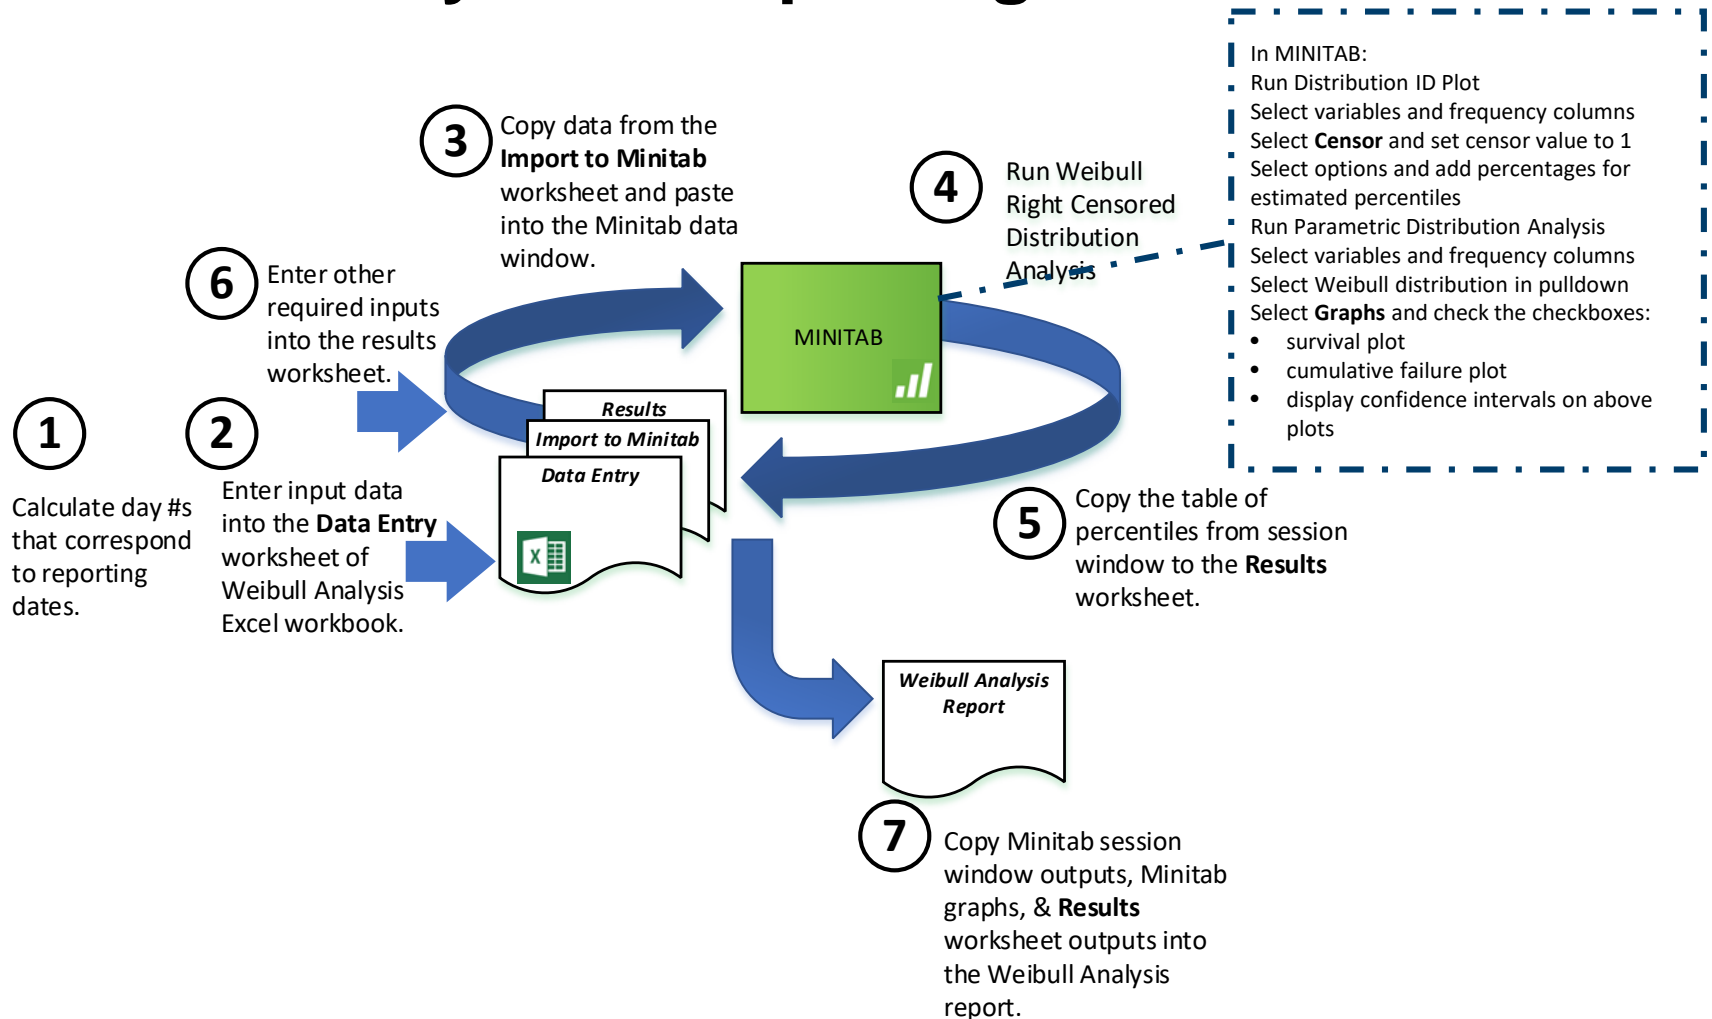 In MINITAB:
Run Distribution ID Plot
Select variables and frequency columns
Select Censor and set censor value to 1
Select options and add percentages for
estimated percentiles
Run Parametric Distribution Analysis
Select variables and frequency columns
Select Weibull distribution in pulldown
Select Graphs and check the checkboxes:
• survival plot
• cumulative failure plot
• display confidence intervals on above
plots
3
Copy data from the
Import to Minitab
worksheet and paste
into the Minitab data
window.
4
Run Weibull
Right Censored
Distribution
Analysis
6
Enter other
required inputs
into the results
worksheet.
MINITAB
1
Calculate day #s
that correspond
to reporting
dates.
2
Enter input data
into the Data Entry
worksheet of
Weibull Analysis
Excel workbook.
Results
Import to Minitab
Data Entry
X
5
Copy the table of
percentiles from session
window to the Results
worksheet.
Weibull Analysis
Report
7
Copy Minitab session
window outputs, Minitab
graphs, & Results
worksheet outputs into
the Weibull Analysis
report.